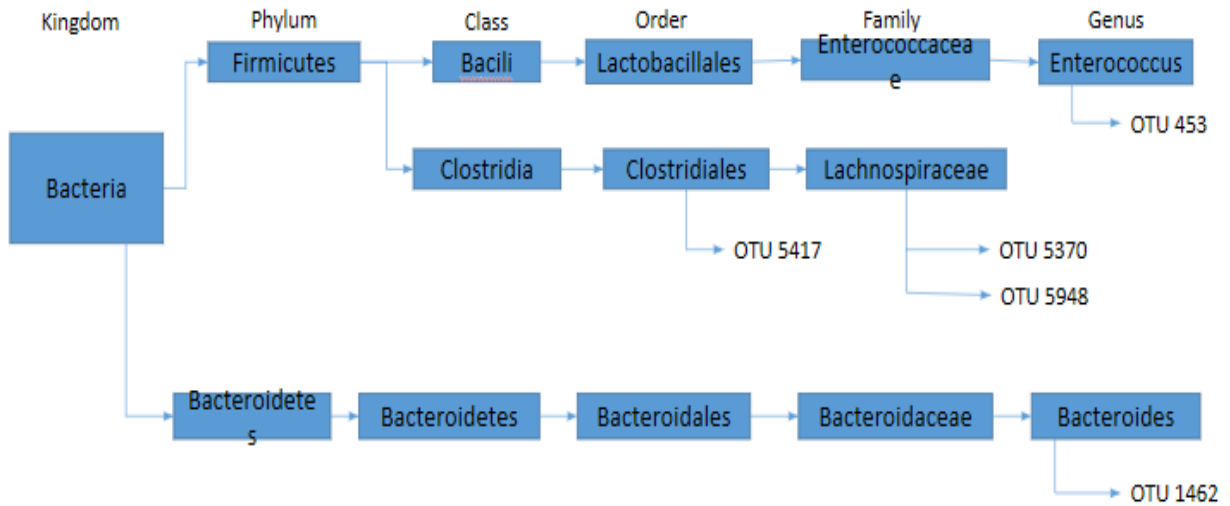 Kingdom Phylum Class Order Family Genus
Firmicutes Bacili Lactobacillales Enterococcacea
e Enterococcus
OTU 453
Bacteria Clostridia Clostridiales Lachnospiraceae
OTU 5417 OTU 5370
OTU 5948
Bacteroidete
s Bacteroidetes Bacteroidales Bacteroidaceae Bacteroides
OTU 1462